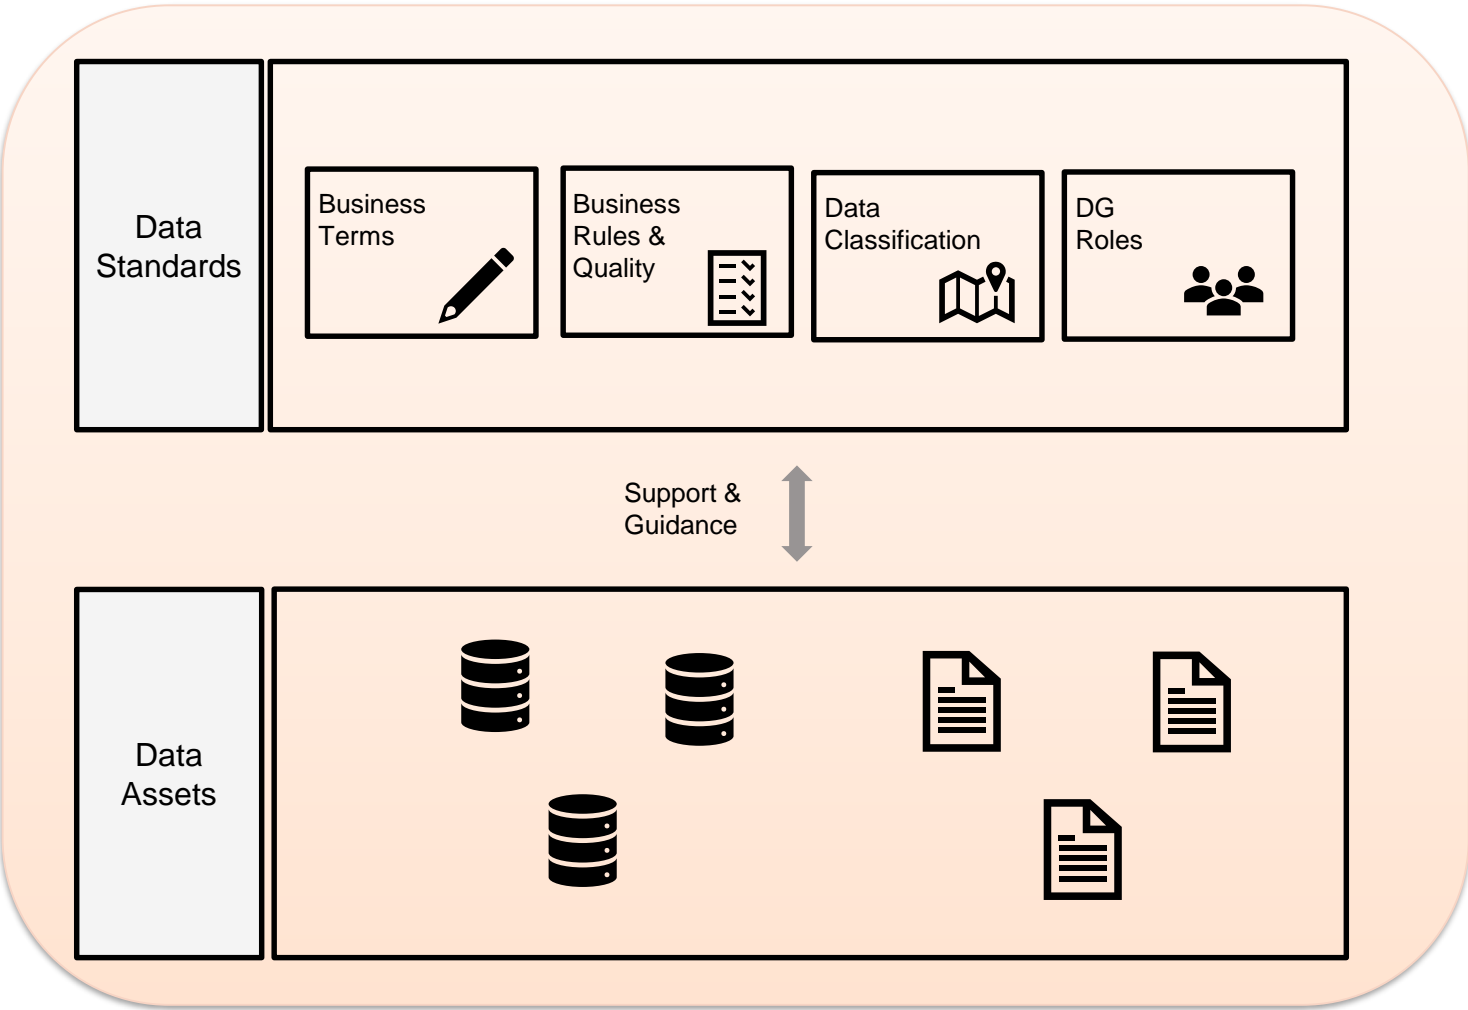 Data
Standards
Business
Terms
Business
Rules &
Quality
Data
Classification
DG
Roles
Support &
Guidance
Data
Assets